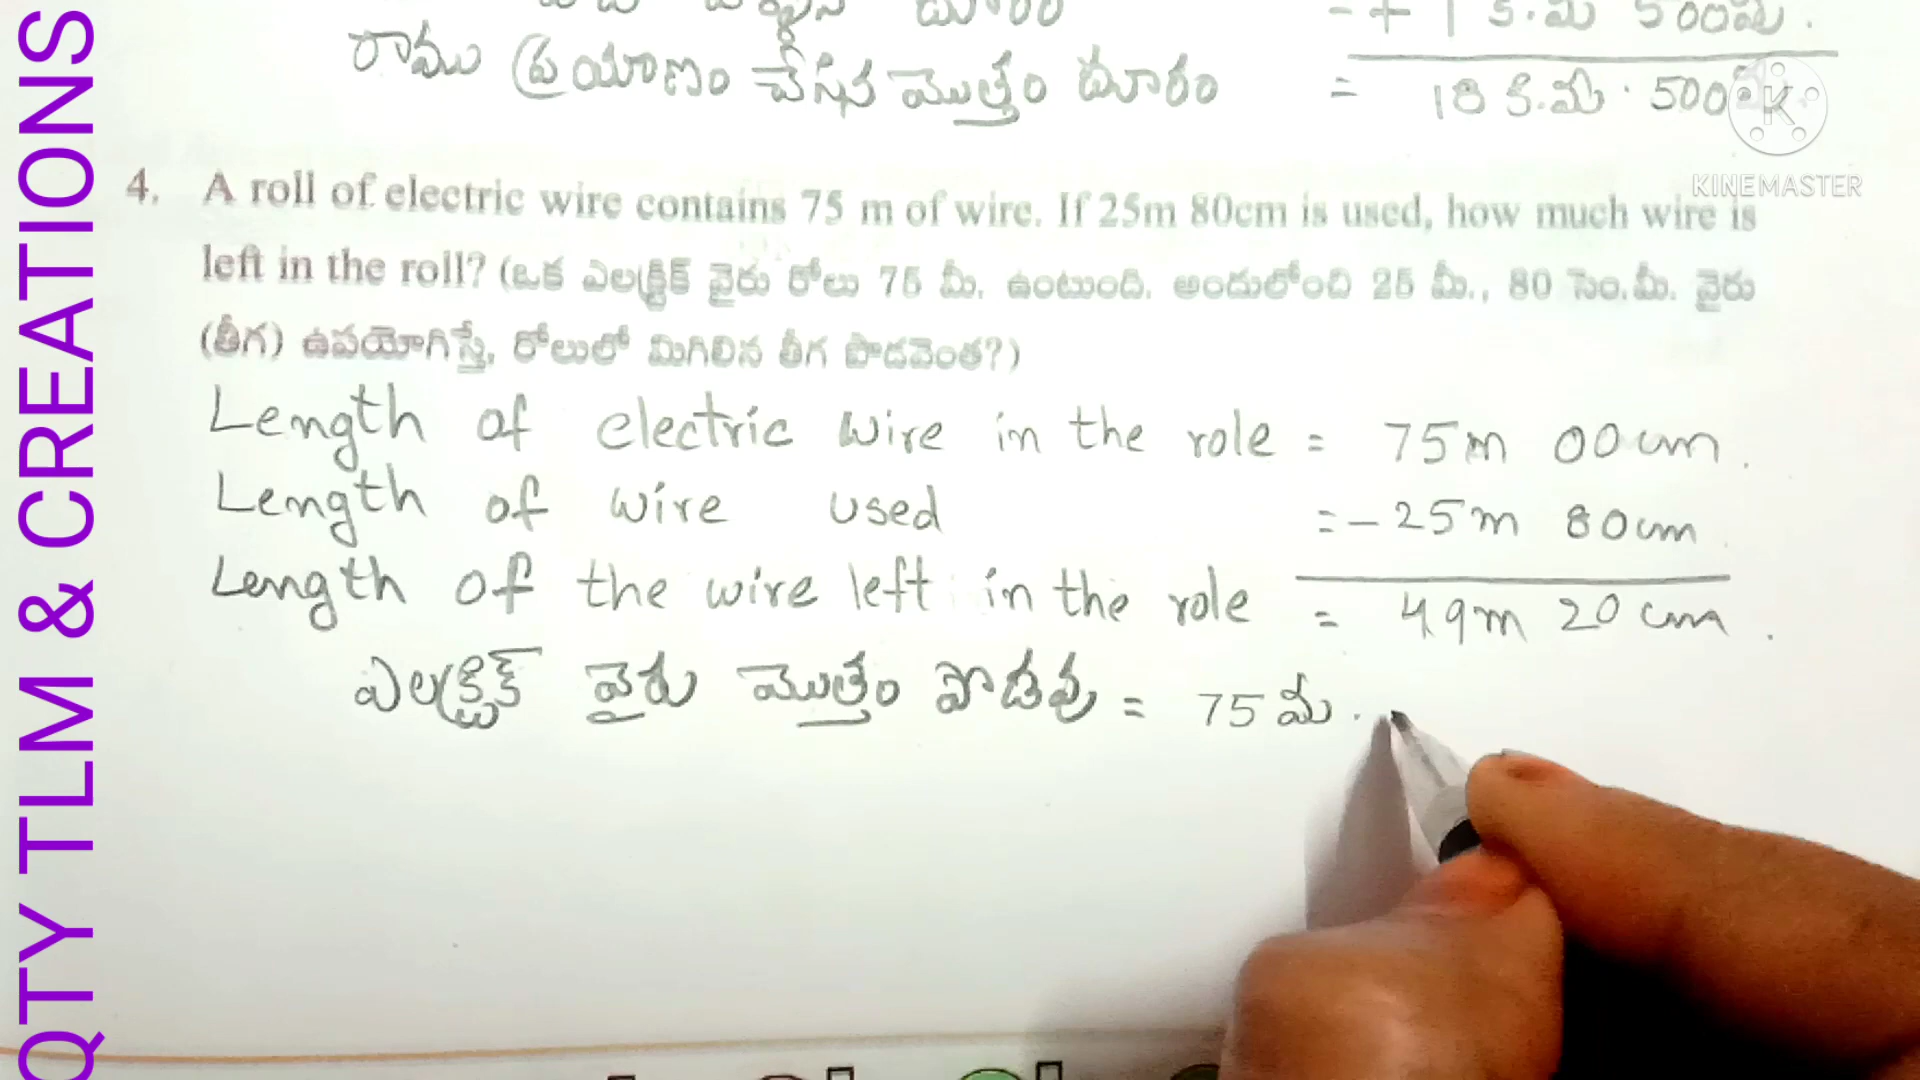 QTY TLM & CREATIONS
దూరం = + 1 కి.మీ 500మీ.
రాము ప్రయాణం చేసిన మొత్తం దూరం = 18 కి.మీ. 500
KINEMASTER
4. A roll of electric wire contains 75 m of wire. If 25m 80cm is used, how much wire is
left in the roll? (ఒక ఎలక్ట్రిక్ వైరు రోలు 75 మీ. ఉంటుంది. అందులోంచి 25 మీ., 80 సెం.మీ. వైరు
(తీగ) ఉపయోగిస్తే, రోలులో మిగిలిన తీగ పొడవెంత?)
Length of electric wire in the role = 75m 00cm.
Length of wire used = - 25m 80cm
Length of the wire left in the role = 49m 20cm.
ఎలక్ట్రిక్ వైరు మొత్తం పొడవు = 75 మీ.